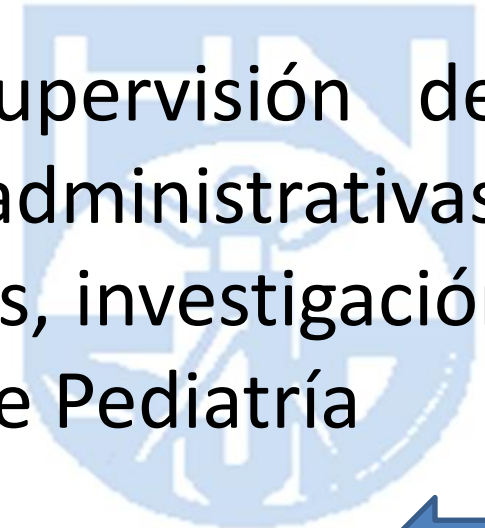 upervisión de
administrativas
s, investigación
e Pediatría